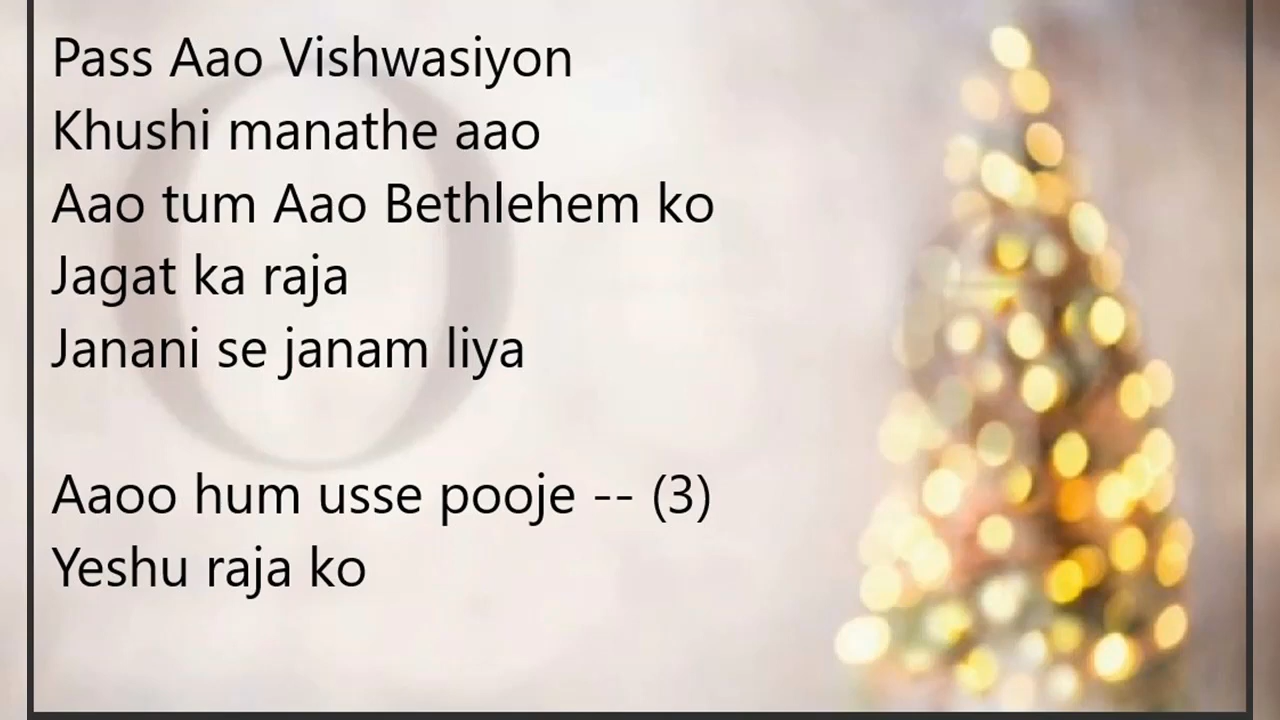 Pass Aao Vishwasiyon
Khushi manathe aao
Aao tum Aao Bethlehem ko
Jagat ka raja
Janani se janam liya
Aaoo hum usse pooje -- (3)
Yeshu raja ko